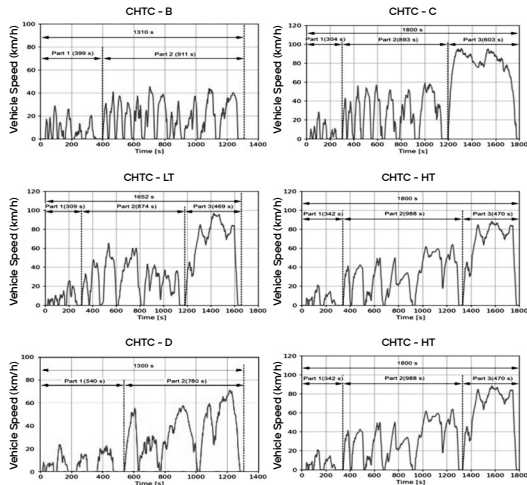 CHTC - B
1310 s
Part 1 (399 s)
Part 2 (911 s)
Vehicle Speed (km/h)
100
80
60
40
20
0
0 200 400 600 800 1000 1200 1400
Time [s]
CHTC - C
1800 s
Part 1(304 s)
Part 2(893 s)
Part 3(603 s)
Vehicle Speed (km/h)
120
100
80
60
40
20
0
0 200 400 600 800 1000 1200 1400 1600 1800
Time [s]
CHTC - LT
1652 s
Part 1(309 s)
Part 2(874 s)
Part 3(469 s)
Vehicle Speed (km/h)
120
100
80
60
40
20
0
0 200 400 600 800 1000 1200 1400 1600 1800
Time [s]
CHTC - HT
1800 s
Part 1(342 s)
Part 2(988 s)
Part 3(470 s)
Vehicle Speed (km/h)
120
100
80
60
40
20
0
0 200 400 600 800 1000 1200 1400 1600 1800
Time [s]
CHTC - D
1300 s
Part 1(540 s)
Part 2(760 s)
Vehicle Speed (km/h)
100
80
60
40
20
0
0 200 400 600 800 1000 1200 1400
Time [s]
CHTC - HT
1800 s
Part 1(342 s)
Part 2(988 s)
Part 3(470 s)
Vehicle Speed (km/h)
120
100
80
60
40
20
0
0 200 400 600 800 1000 1200 1400 1600 1800
Time [s]